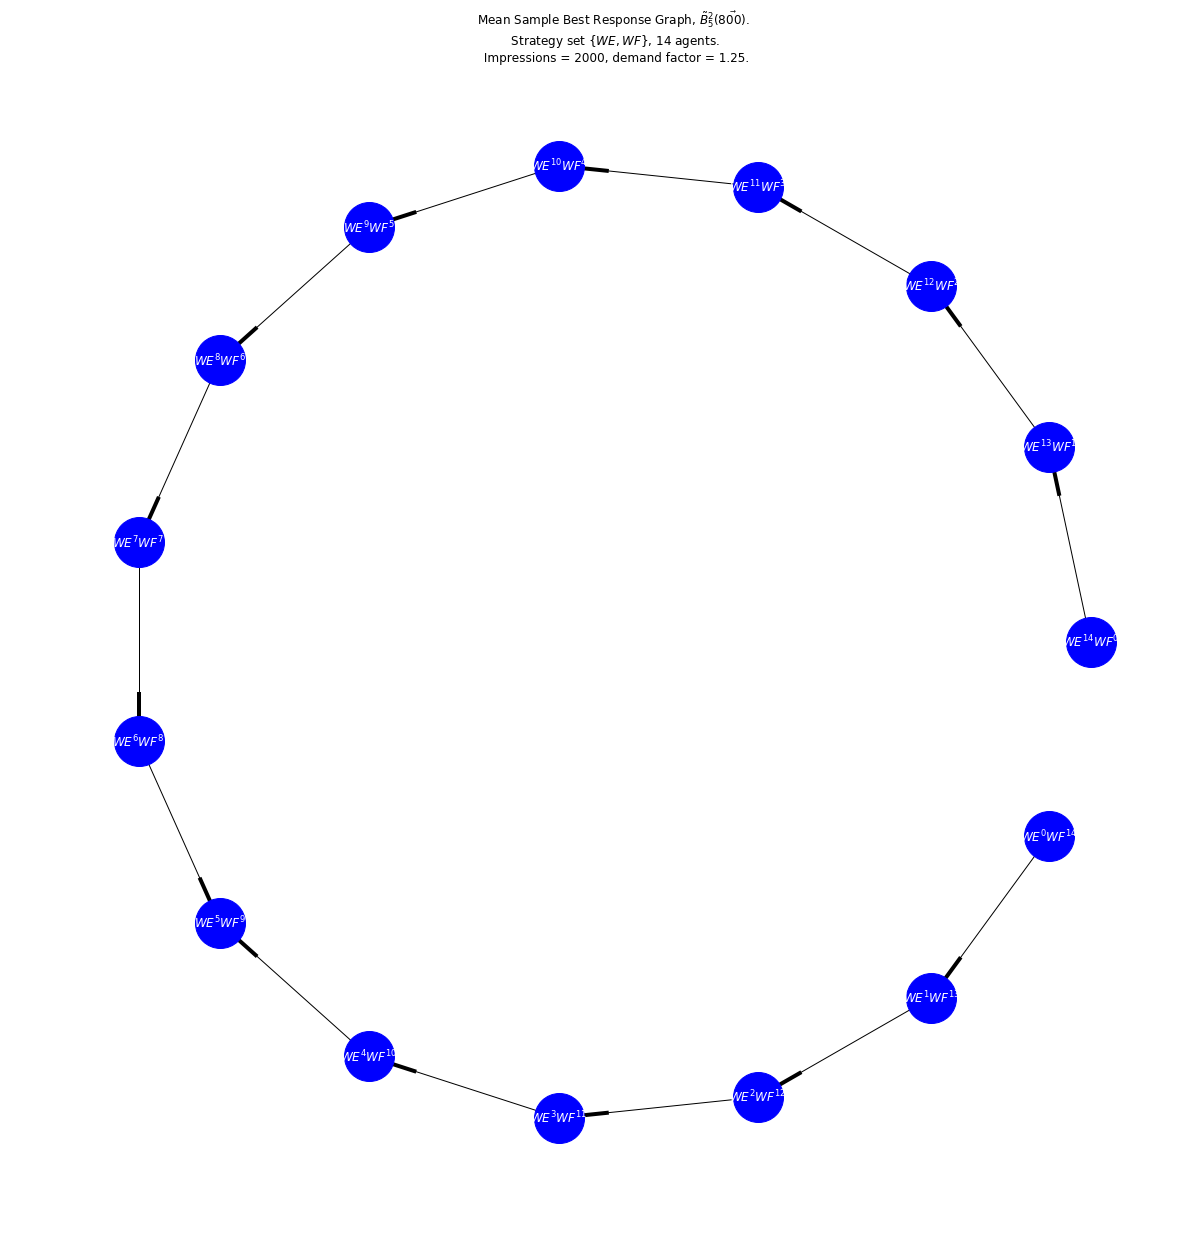 Mean Sample Best Response Graph, $\tilde{B}_5^2(\vec{800})$.
Strategy set {WE, WF}, 14 agents.
Impressions = 2000, demand factor = 1.25.
WE^{10}WF^4
WE^{11}WF^3
WE^9WF^5
WE^{12}WF^2
WE^8WF^6
WE^{13}WF^1
WE^7WF^7
WE^{14}WF^0
WE^6WF^8
WE^0WF^{14}
WE^5WF^9
WE^1WF^{13}
WE^4WF^{10}
WE^2WF^{12}
WE^3WF^{11}